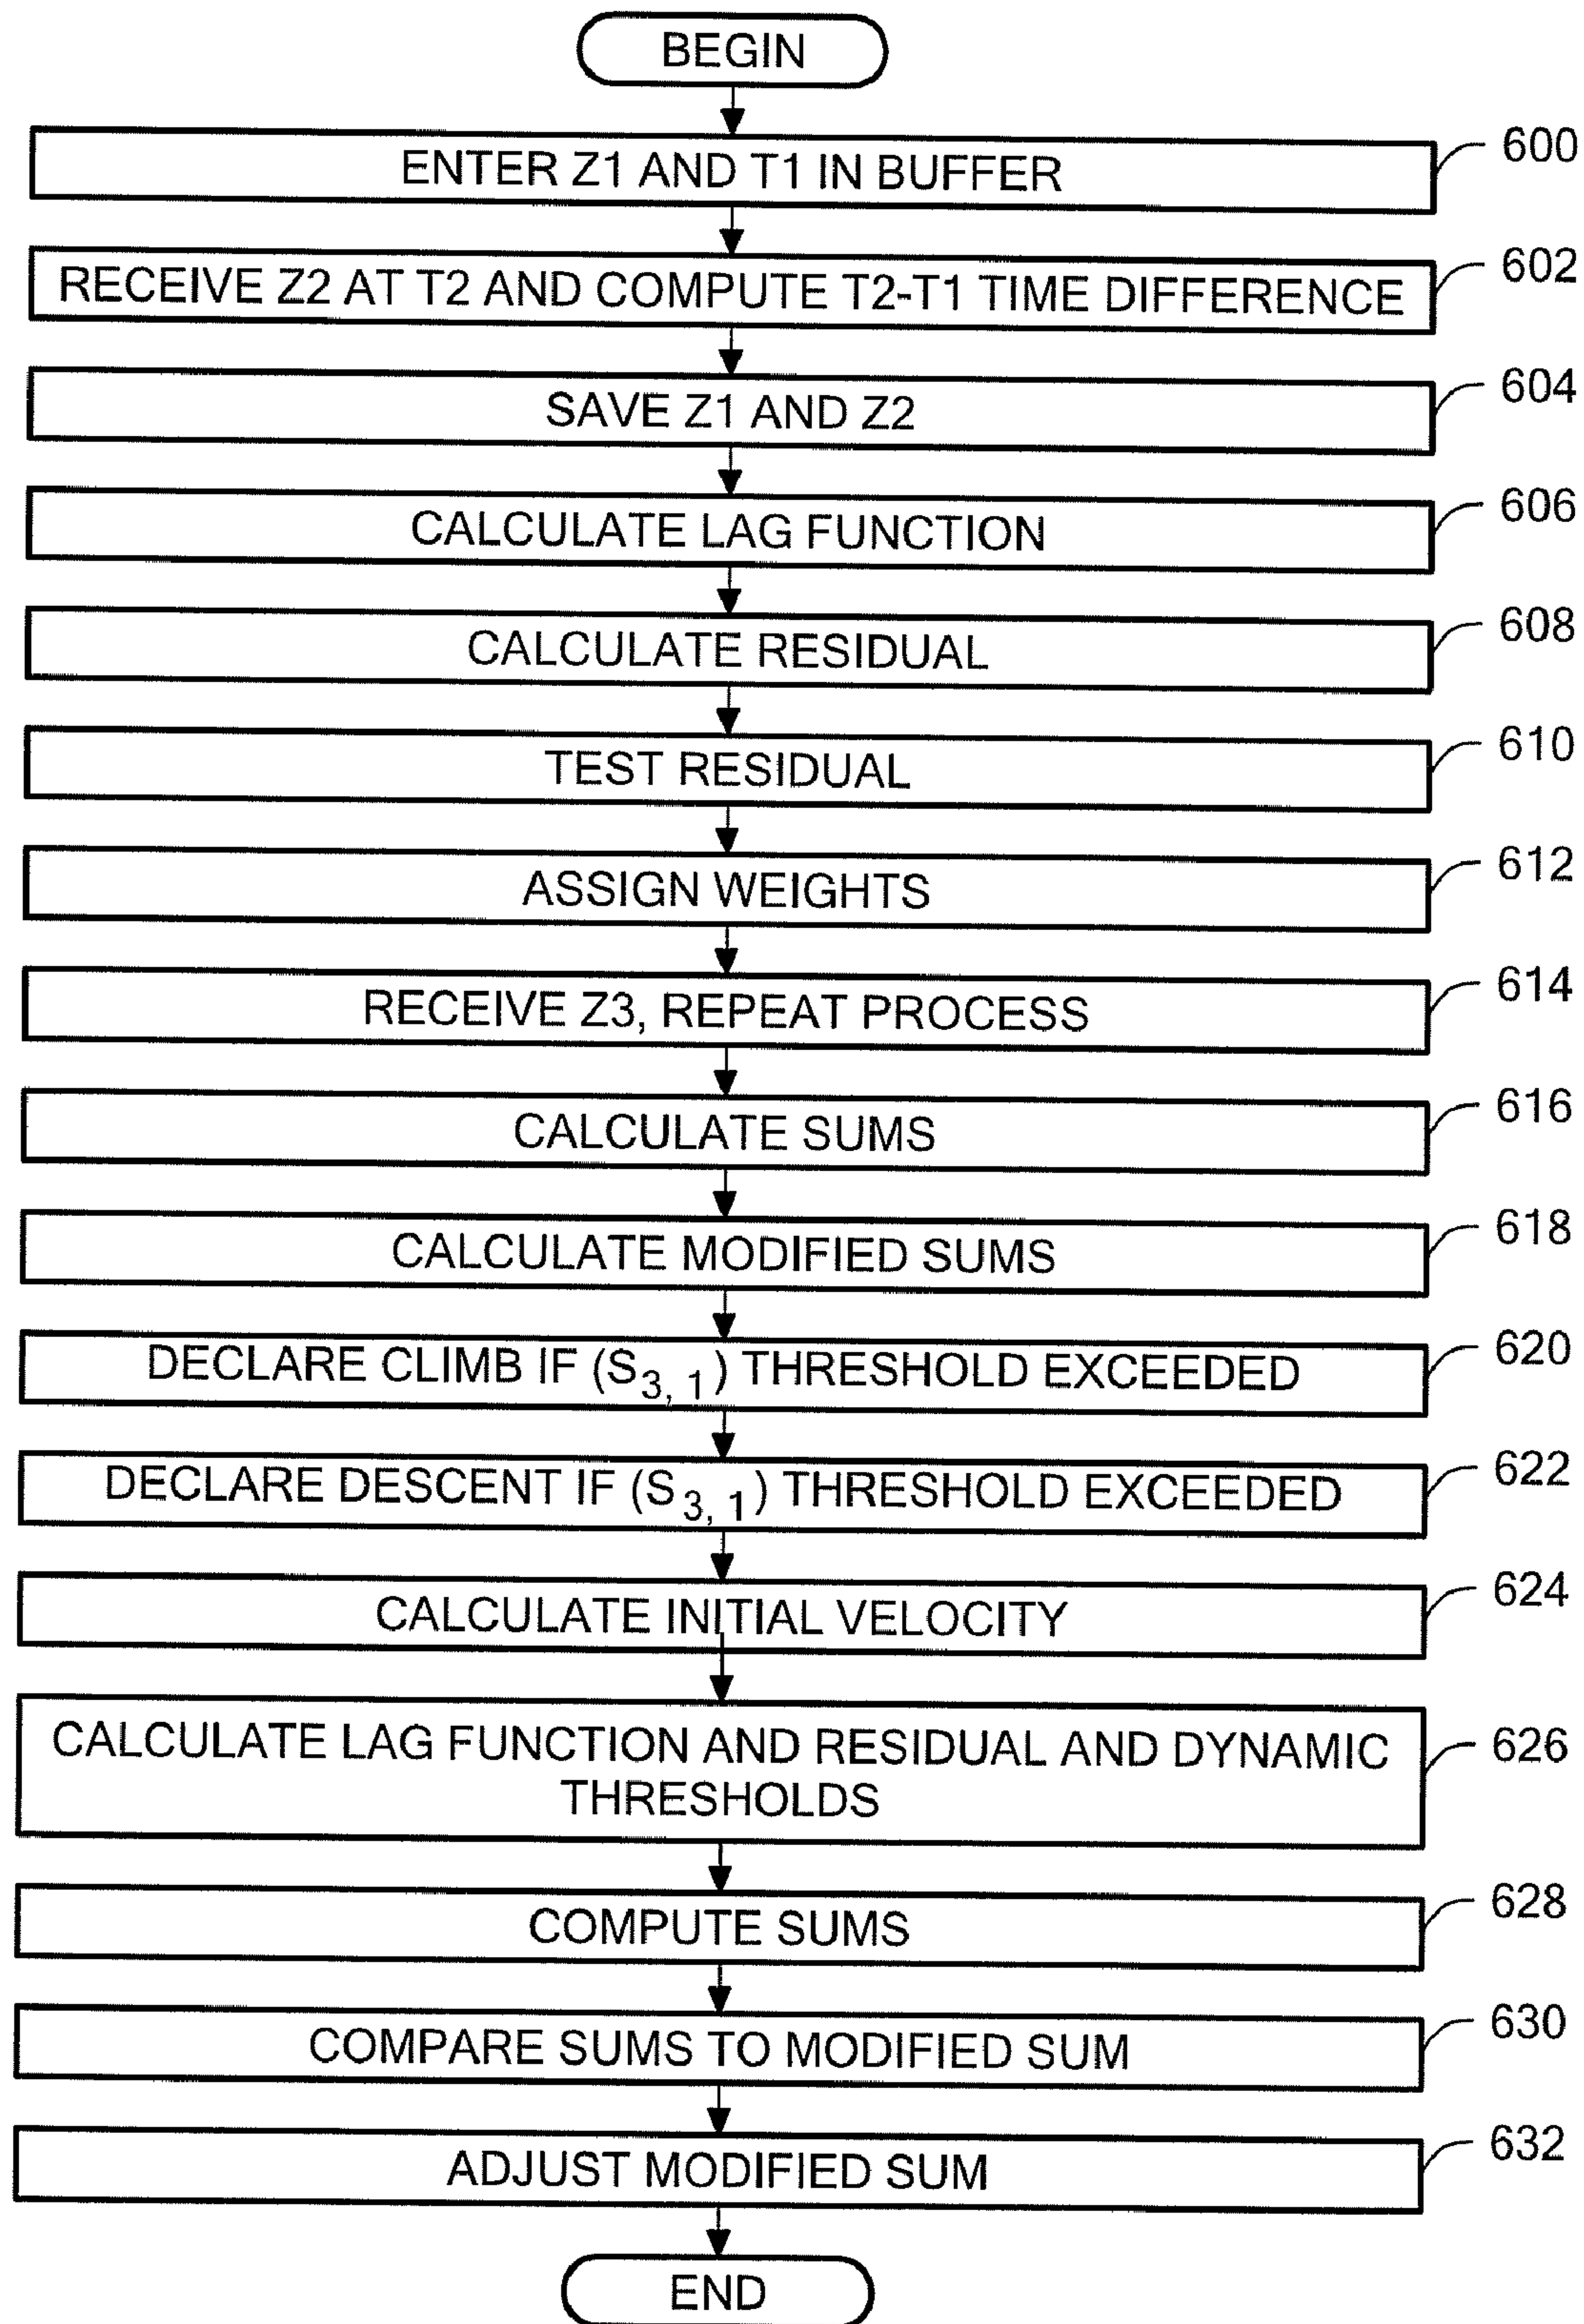 BEGIN
ENTER Z1 AND T1 IN BUFFER
600
RECEIVE Z2 AT T2 AND COMPUTE T2-T1 TIME DIFFERENCE
602
SAVE Z1 AND Z2
604
CALCULATE LAG FUNCTION
606
CALCULATE RESIDUAL
608
TEST RESIDUAL
610
ASSIGN WEIGHTS
612
RECEIVE Z3, REPEAT PROCESS
614
CALCULATE SUMS
616
CALCULATE MODIFIED SUMS
618
DECLARE CLIMB IF (S3, 1) THRESHOLD EXCEEDED
620
DECLARE DESCENT IF (S3, 1) THRESHOLD EXCEEDED
622
CALCULATE INITIAL VELOCITY
624
CALCULATE LAG FUNCTION AND RESIDUAL AND DYNAMIC
THRESHOLDS
626
COMPUTE SUMS
628
COMPARE SUMS TO MODIFIED SUM
630
ADJUST MODIFIED SUM
632
END